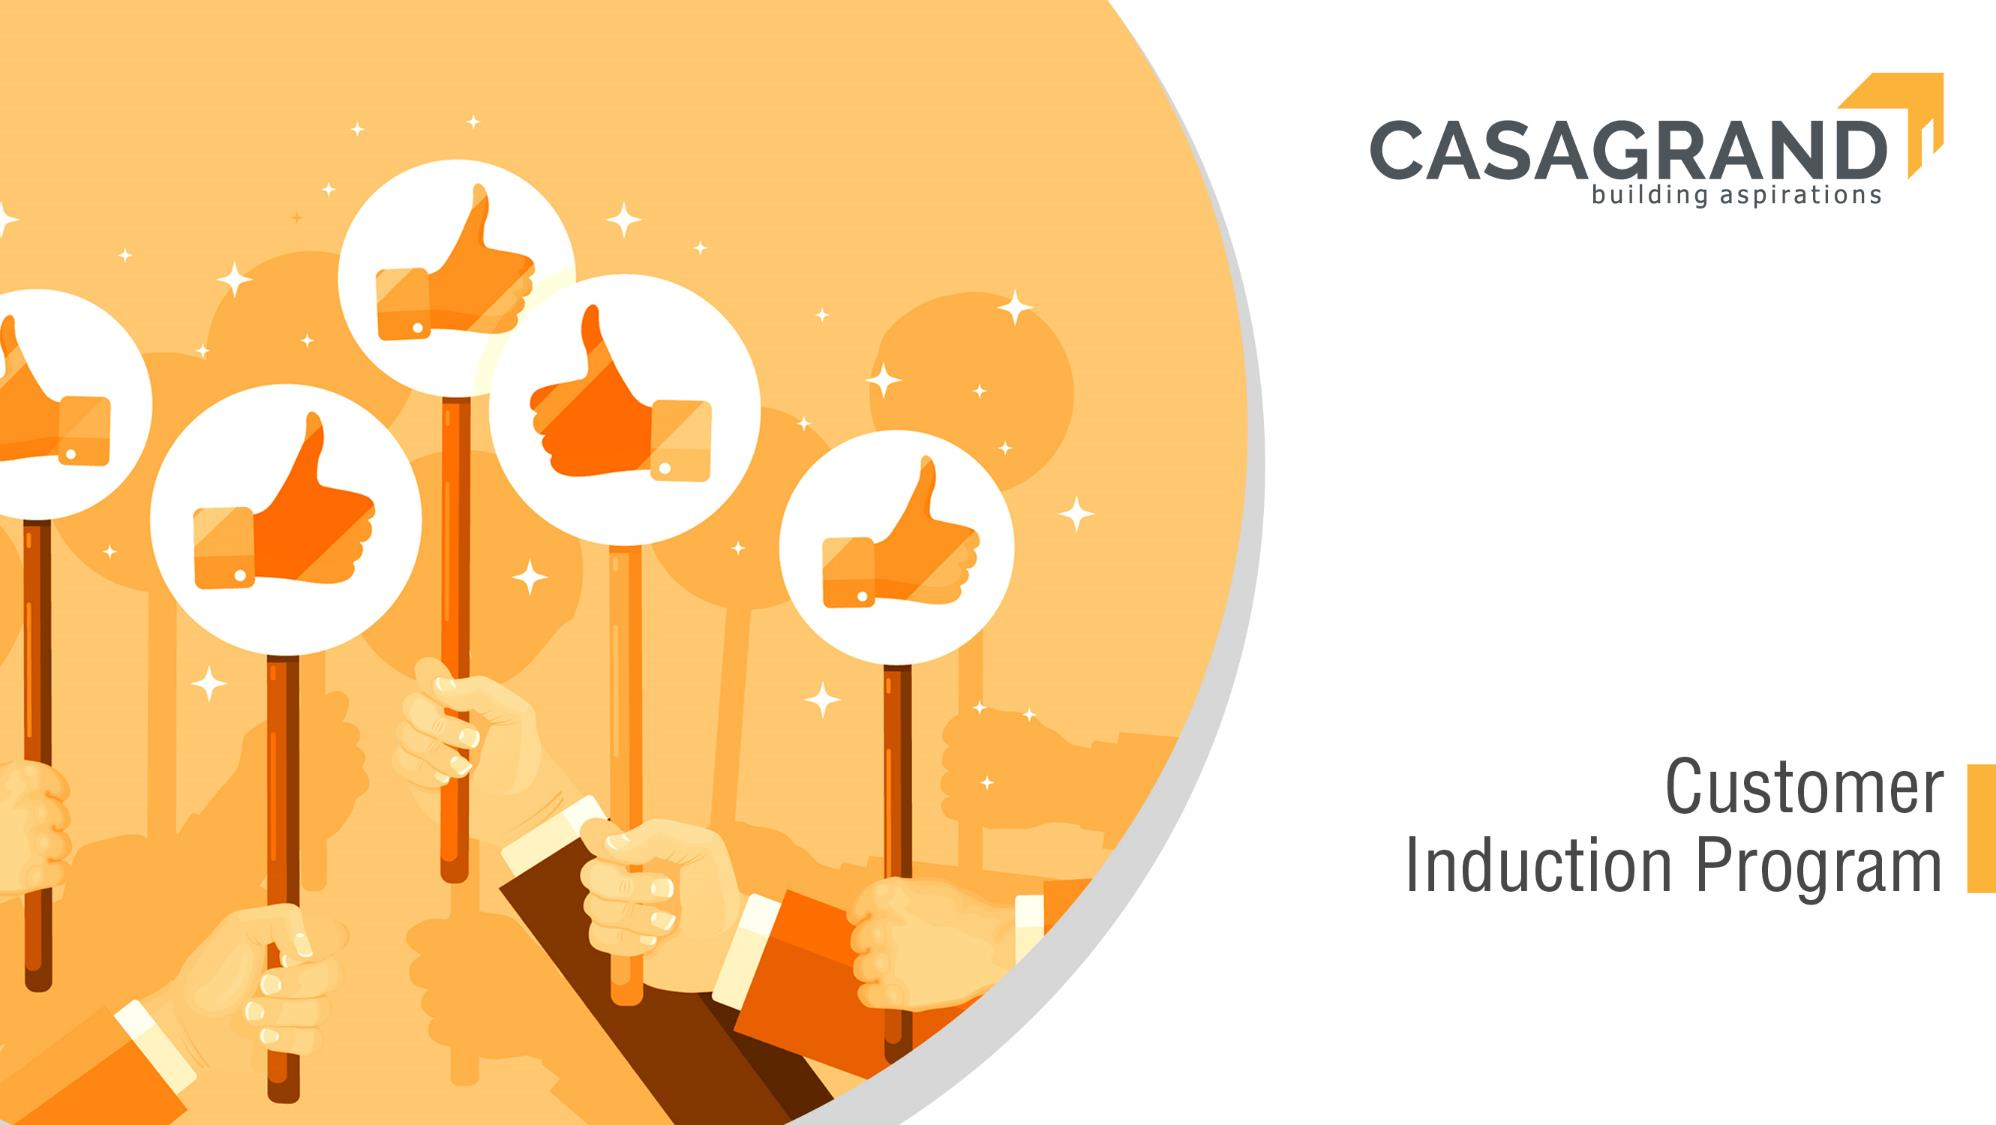 CASAGRAND
building aspirations
Customer
Induction Program